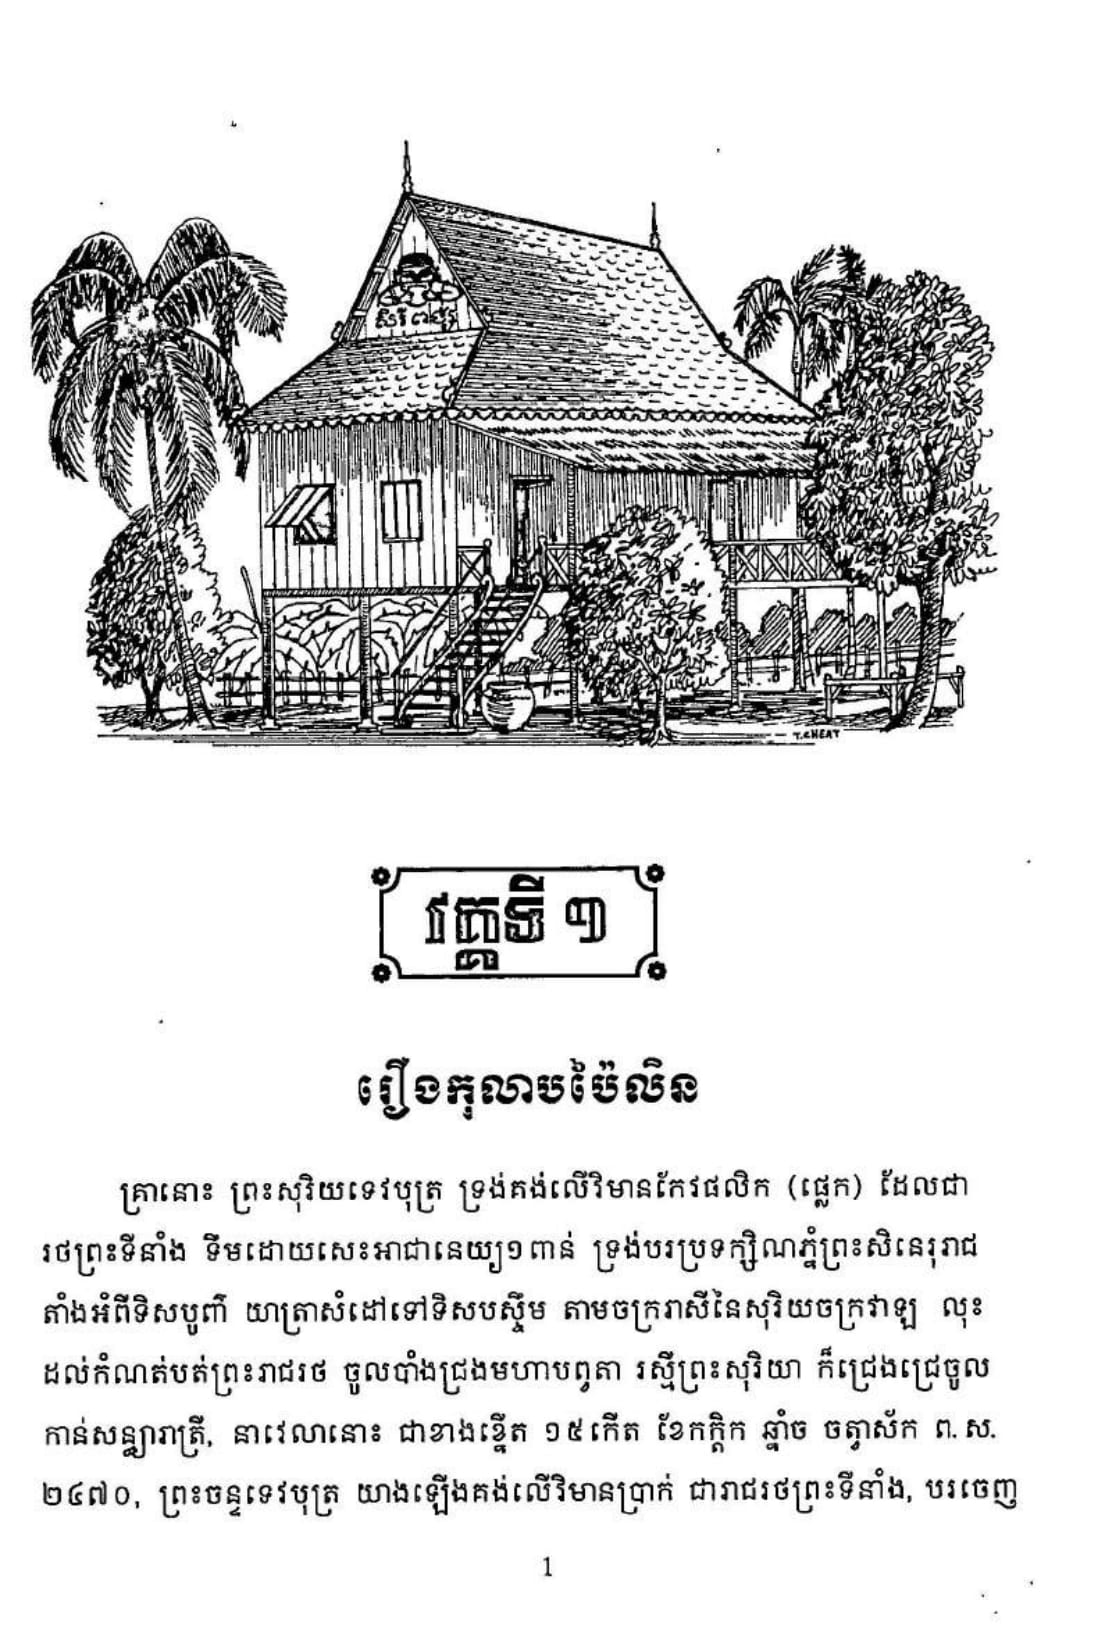 សិរីពស្ត្រ
T.CHEAT
វគ្គទី ១
រឿងកុលាបប៉ៃលិន
គ្រានោះ ព្រះសុរិយទេវបុត្រ ទ្រង់គង់លើវិមានកែវផលិក (ផ្លេក) ដែលជា
រថព្រះទីនាំង ទឹមដោយសេះអាជានេយ្យ១ពាន់ ទ្រង់បរប្រទក្សិណភ្នំព្រះសិនេរុរាជ
តាំងអំពីទិសបូព៌ា យាត្រាសំដៅទៅទិសបស្ចឹម តាមចក្ររាសីនៃសុរិយចក្រវាឡ លុះ
ដល់កំណត់បត់ព្រះរាជរថ ចូលបាំងជ្រងមហាបព្វតា រស្មីព្រះសុរិយា ក៏ជ្រេងជ្រេចូល
កាន់សន្ធ្យារាត្រី, នាវេលានោះ ជាខាងខ្នើត ១៥កើត ខែកក្ដិក ឆ្នាំច ចត្វាស័ក ព.ស.
២៤៧០, ព្រះចន្ទទេវបុត្រ យាងឡើងគង់លើវិមានប្រាក់ ជារាជរថព្រះទីនាំង, បរចេញ
1